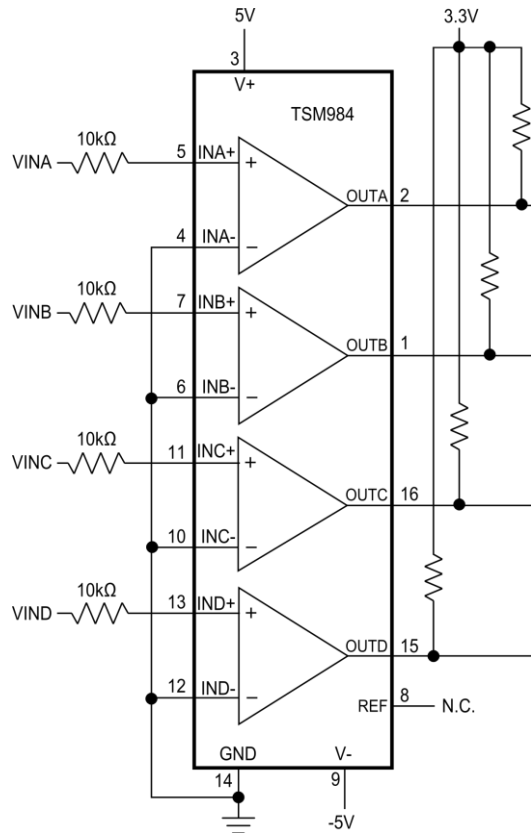 5V
3.3V
3
V+
TSM984
10kΩ
VINA
5
INA+
+
OUTA
2
4
INA-
−
10kΩ
VINB
7
INB+
+
OUTB
1
6
INB-
−
10kΩ
VINC
11
INC+
+
OUTC
16
10
INC-
−
10kΩ
VIND
13
IND+
+
OUTD
15
12
IND-
−
REF
8
N.C.
GND
V-
14
9
-5V